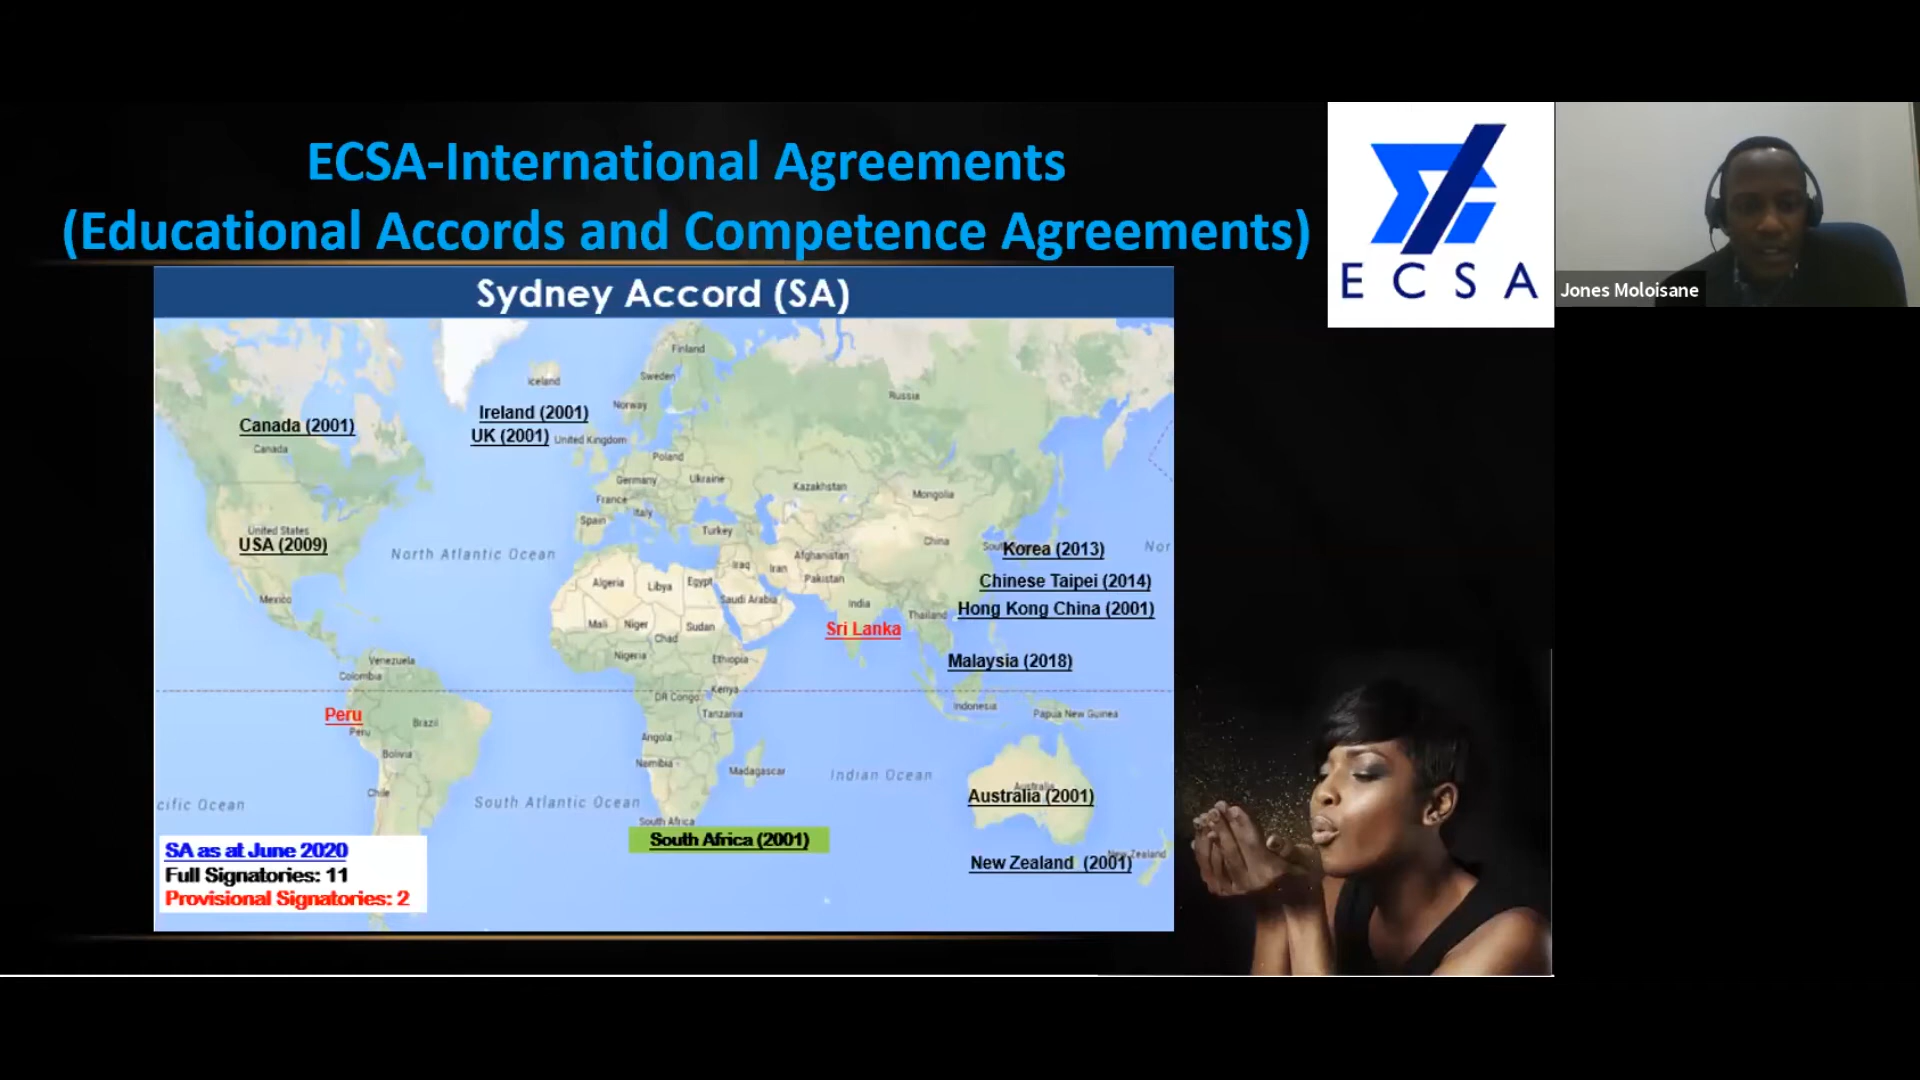 ECSA-International Agreements
(Educational Accords and Competence Agreements)
ECSA
Jones Moloisane
Sydney Accord (SA)
Finland
Iceland
Sweden
Russia
Norway
Ireland (2001)
Canada (2001)
UK (2001)
United Kingdom
Canada
Poland
Germany
Ukraine
Kazakhstan
Mongolia
France
Italy
Spain
Turkey
United States
USA (2009)
North Atlantic Ocean
China
Korea (2013)
Nor
Afghanistan
Iraq
Iran
Pakistan
Algeria
Libya
Egypt
Chinese Taipei (2014)
Mexico
Saudi Arabia
India
Hong Kong China (2001)
Thailand
Mali
Niger
Sudan
Chad
Sri Lanka
Nigeria
Ethiopia
Venezuela
Malaysia (2018)
Colombia
DR Congo
Kenya
Indonesia
Papua New Guinea
Tanzania
Peru
Brazil
Peru
Angola
Bolivia
Namibia
Madagascar
Indian Ocean
Chile
Australia
Australia (2001)
cific Ocean
South Atlantic Ocean
South Africa
South Africa (2001)
New Zealand
New Zealand (2001)
SA as at June 2020
Full Signatories: 11
Provisional Signatories: 2